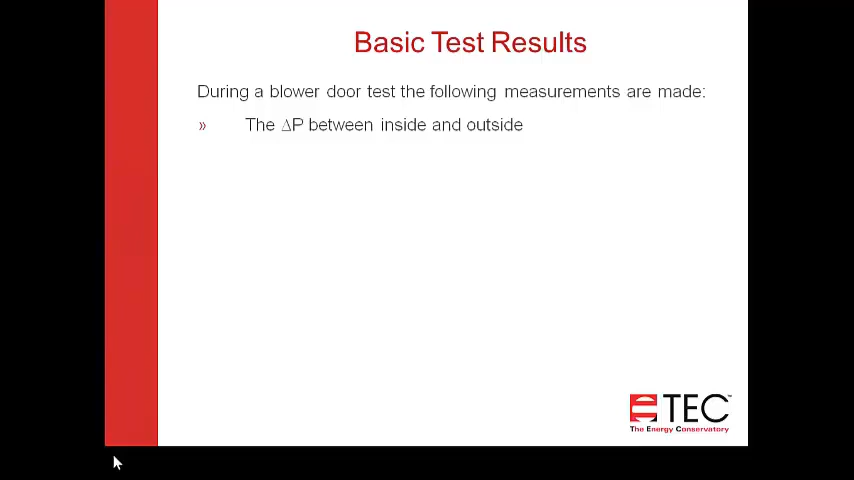 Basic Test Results
During a blower door test the following measurements are made:
» The ΔP between inside and outside
TEC™
The Energy Conservatory